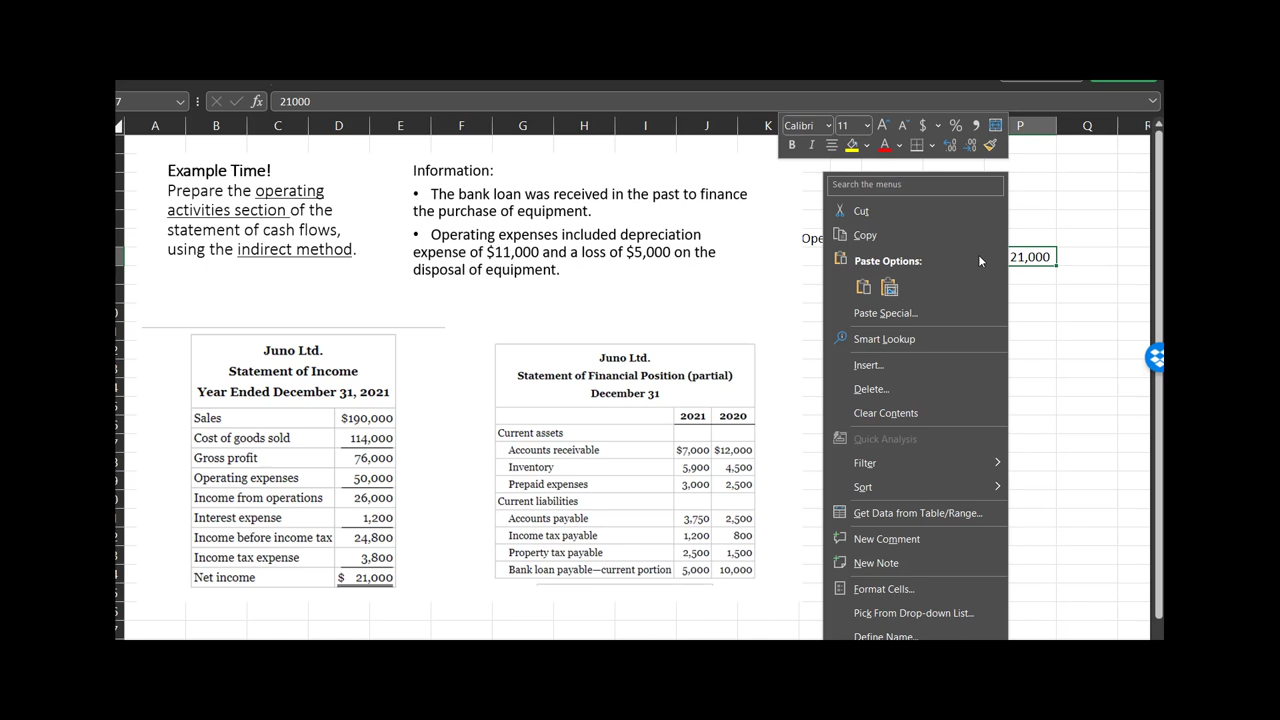 7
21000
A B C D E F G H I J K P Q R
Calibri 11 A A $ % ,
B I A
Example Time!
Prepare the operating
activities section of the
statement of cash flows,
using the indirect method.
Information:
• The bank loan was received in the past to finance
the purchase of equipment.
• Operating expenses included depreciation
expense of $11,000 and a loss of $5,000 on the
disposal of equipment.
Ope
21,000
Juno Ltd.
Statement of Income
Year Ended December 31, 2021
Sales $190,000
Cost of goods sold 114,000
Gross profit 76,000
Operating expenses 50,000
Income from operations 26,000
Interest expense 1,200
Income before income tax 24,800
Income tax expense 3,800
Net income $ 21,000
Juno Ltd.
Statement of Financial Position (partial)
December 31
2021 2020
Current assets
Accounts receivable $7,000 $12,000
Inventory 5,900 4,500
Prepaid expenses 3,000 2,500
Current liabilities
Accounts payable 3,750 2,500
Income tax payable 1,200 800
Property tax payable 2,500 1,500
Bank loan payable—current portion 5,000 10,000
Search the menus
Cut
Copy
Paste Options:
Paste Special...
Smart Lookup
Insert...
Delete...
Clear Contents
Quick Analysis
Filter
Sort
Get Data from Table/Range...
New Comment
New Note
Format Cells...
Pick From Drop-down List...
Define Name...